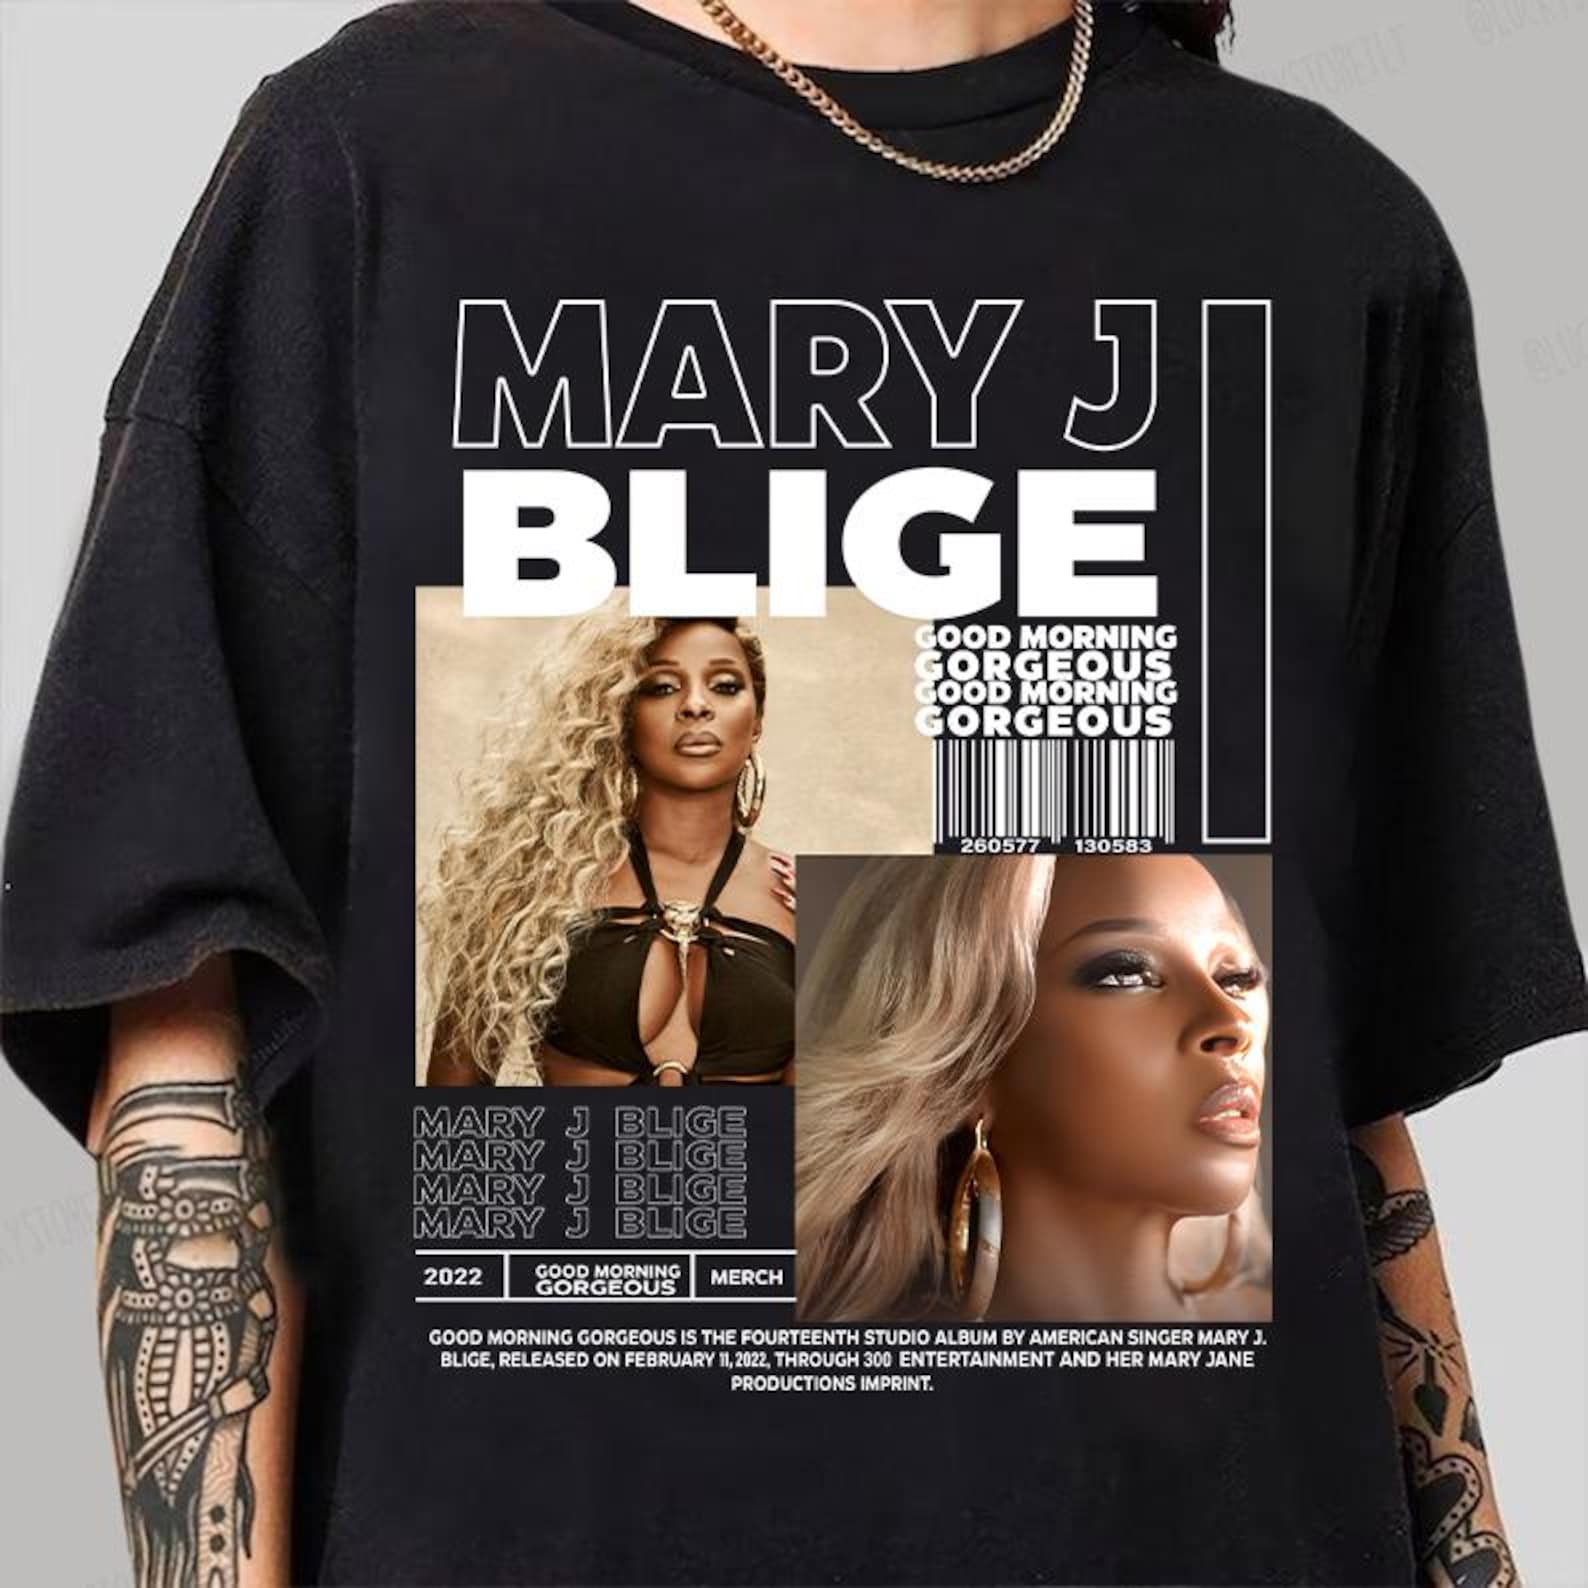 MARY J
BLIGE
GOOD MORNING
GORGEOUS
GOOD MORNING
GORGEOUS
260577 130583
MARY J BLIGE
MARY J BLIGE
MARY J BLIGE
MARY J BLIGE
2022
GOOD MORNING
GORGEOUS
MERCH
GOOD MORNING GORGEOUS IS THE FOURTEENTH STUDIO ALBUM BY AMERICAN SINGER MARY J.
BLIGE, RELEASED ON FEBRUARY 11, 2022, THROUGH 300 ENTERTAINMENT AND HER MARY JANE
PRODUCTIONS IMPRINT.